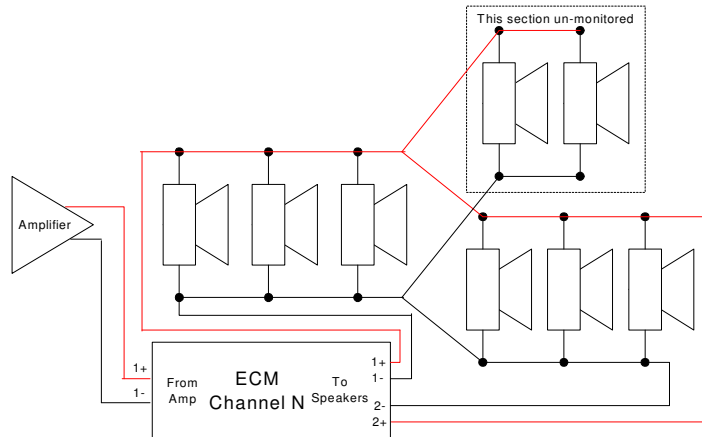 This section un-monitored
Amplifier
1+
1-
From
Amp
ECM
Channel N
To
Speakers
1+
1-
2-
2+